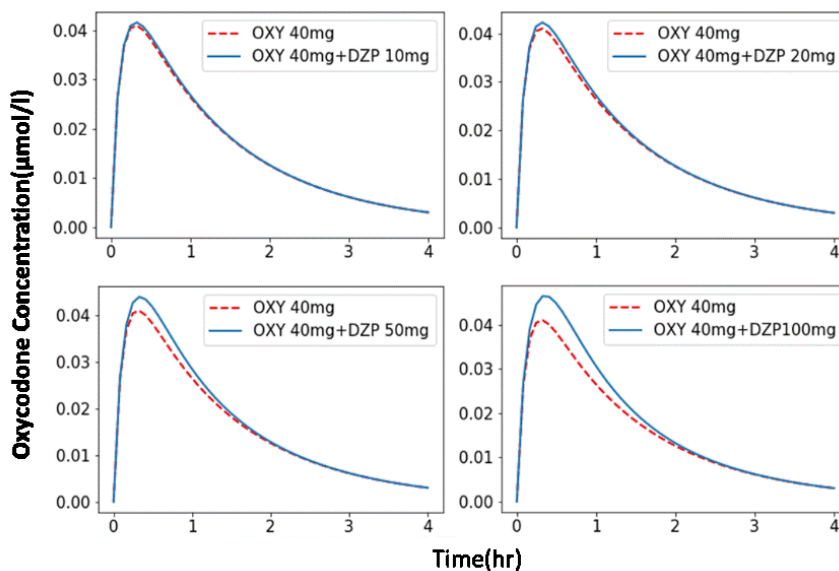 Oxycodone Concentration(μmol/l)
0.04
0.03
0.02
0.01
0.00
OXY 40mg
OXY 40mg+DZP 10mg
0 1 2 3 4
0.04
0.03
0.02
0.01
0.00
OXY 40mg
OXY 40mg+DZP 20mg
0 1 2 3 4
0.04
0.03
0.02
0.01
0.00
OXY 40mg
OXY 40mg+DZP 50mg
0 1 2 3 4
0.04
0.03
0.02
0.01
0.00
OXY 40mg
OXY 40mg+DZP100mg
0 1 2 3 4
Time(hr)